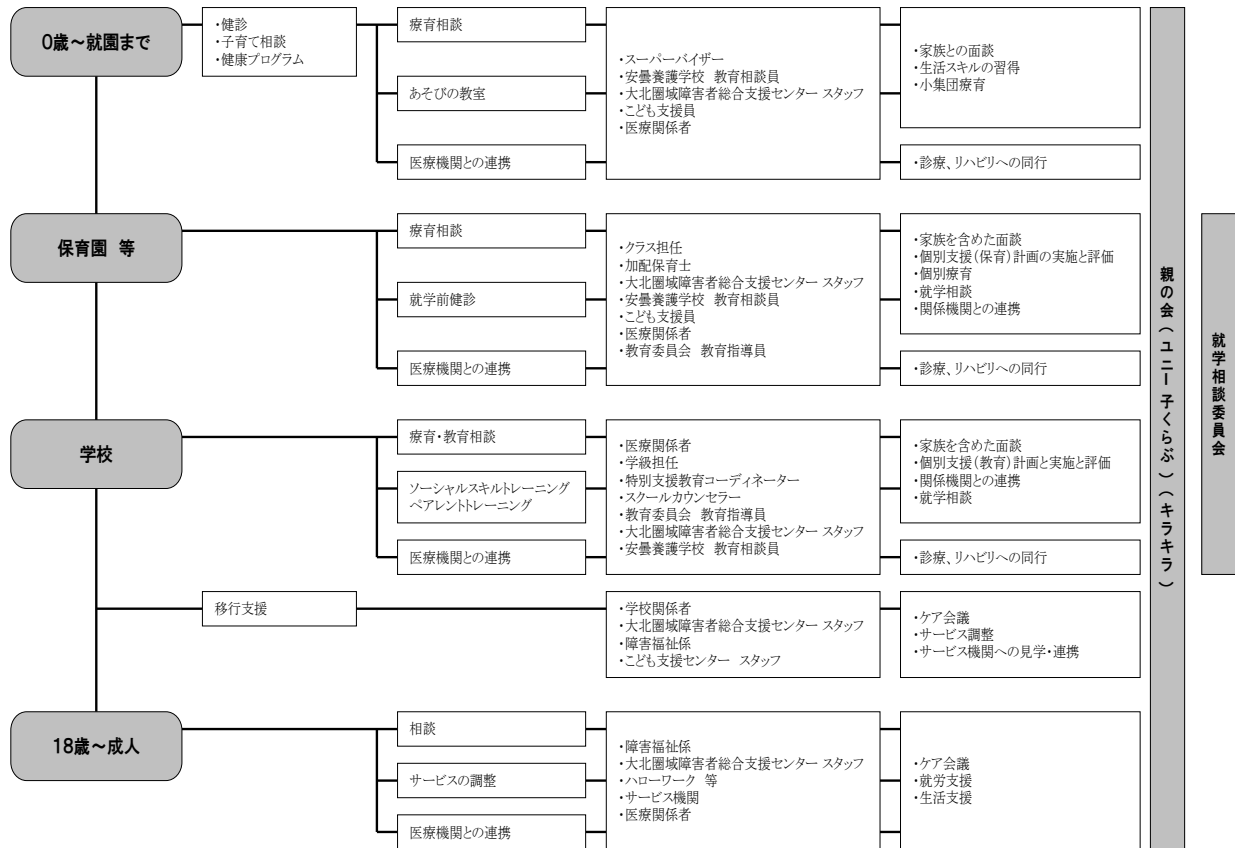 0歳～就園まで
・健診
・子育て相談
・健康プログラム
療育相談
あそびの教室
医療機関との連携
・スーパーバイザー
・安曇養護学校 教育相談員
・大北圏域障害者総合支援センター スタッフ
・こども支援員
・医療関係者
・家族との面談
・生活スキルの習得
・小集団療育
・診療、リハビリへの同行
保育園 等
療育相談
就学前健診
医療機関との連携
・クラス担任
・加配保育士
・大北圏域障害者総合支援センター スタッフ
・安曇養護学校 教育相談員
・こども支援員
・医療関係者
・教育委員会 教育指導員
・家族を含めた面談
・個別支援(保育)計画の実施と評価
・個別療育
・就学相談
・関係機関との連携
・診療、リハビリへの同行
学校
療育・教育相談
ソーシャルスキルトレーニング
ペアレントトレーニング
医療機関との連携
・医療関係者
・学級担任
・特別支援教育コーディネーター
・スクールカウンセラー
・教育委員会 教育指導員
・大北圏域障害者総合支援センター スタッフ
・安曇養護学校 教育相談員
・家族を含めた面談
・個別支援(教育)計画と実施と評価
・関係機関との連携
・就学相談
・診療、リハビリへの同行
移行支援
・学校関係者
・大北圏域障害者総合支援センター スタッフ
・障害福祉係
・こども支援センター スタッフ
・ケア会議
・サービス調整
・サービス機関への見学・連携
18歳～成人
相談
サービスの調整
医療機関との連携
・障害福祉係
・大北圏域障害者総合支援センター スタッフ
・ハローワーク 等
・サービス機関
・医療関係者
・ケア会議
・就労支援
・生活支援
親の会(ユニー子くらぶ)(キラキラ)
就学相談委員会